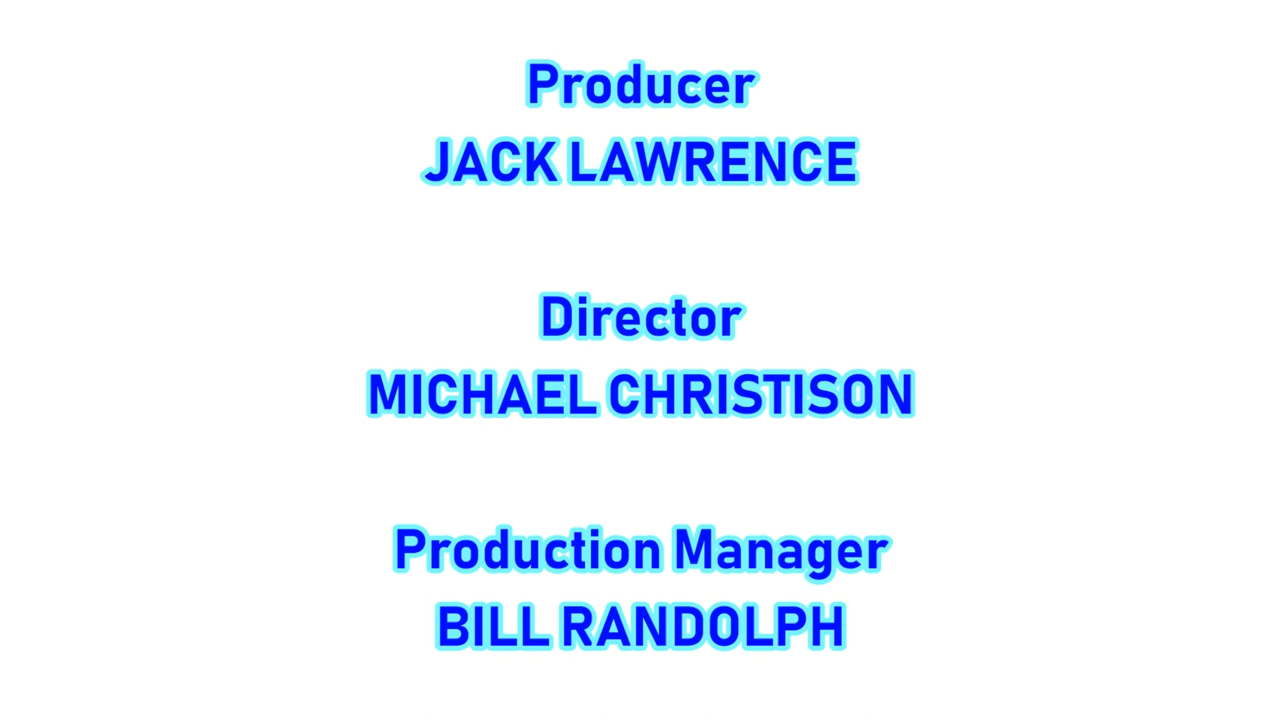 Producer
JACK LAWRENCE
Director
MICHAEL CHRISTISON
Production Manager
BILL RANDOLPH